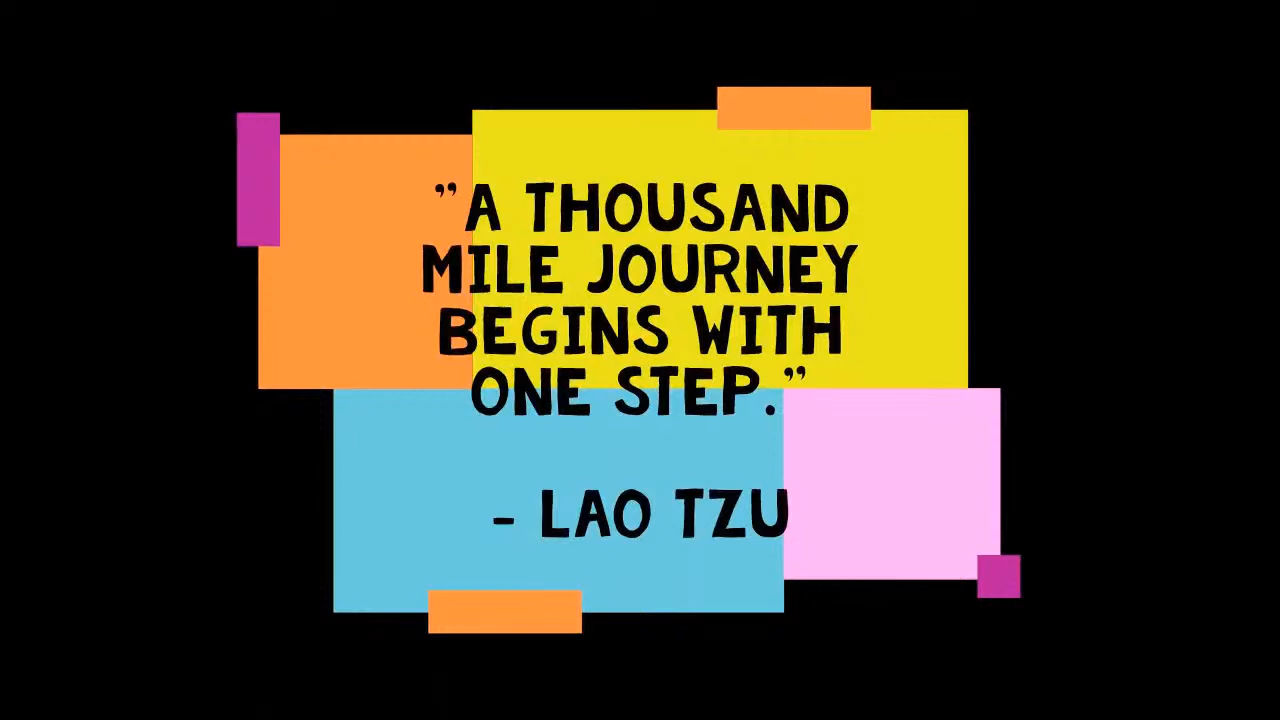 ”A THOUSAND
MILE JOURNEY
BEGINS WITH
ONE STEP.”
- LAO TZU